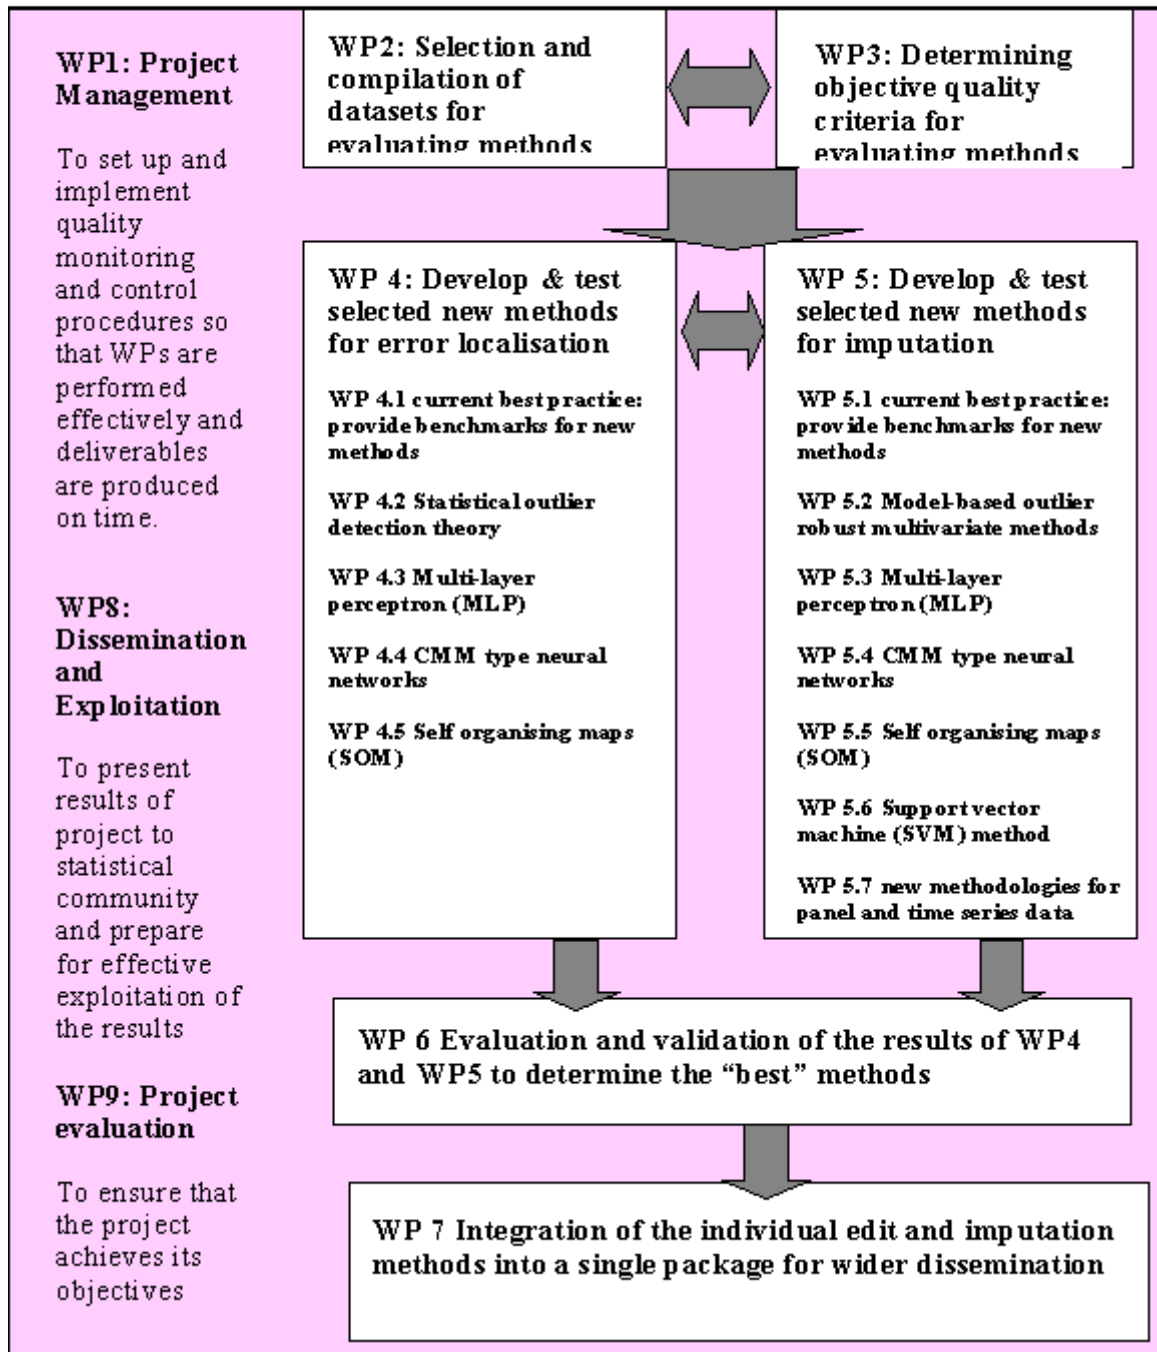 WP1: Project
Management
To set up and
implement
quality
monitoring
and control
procedures so
that WPs are
performed
effectively and
deliverables
are produced
on time.
WP8:
Dissemination
and
Exploitation
To present
results of
project to
statistical
community
and prepare
for effective
exploitation of
the results
WP9: Project
evaluation
To ensure that
the project
achieves its
objectives
WP2: Selection and
compilation of
datasets for
evaluating methods
WP3: Determining
objective quality
criteria for
evaluating methods
WP 4: Develop & test
selected new methods
for error localisation
WP 4.1 current best practice:
provide benchmarks for new
methods
WP 4.2 Statistical outlier
detection theory
WP 4.3 Multi-layer
perceptron (MLP)
WP 4.4 CMM type neural
networks
WP 4.5 Self organising maps
(SOM)
WP 5: Develop & test
selected new methods
for imputation
WP 5.1 current best practice:
provide benchmarks for new
methods
WP 5.2 Model-based outlier
robust multivariate methods
WP 5.3 Multi-layer
perceptron (MLP)
WP 5.4 CMM type neural
networks
WP 5.5 Self organising maps
(SOM)
WP 5.6 Support vector
machine (SVM) method
WP 5.7 new methodologies for
panel and time series data
WP 6 Evaluation and validation of the results of WP4
and WP5 to determine the “best” methods
WP 7 Integration of the individual edit and imputation
methods into a single package for wider dissemination